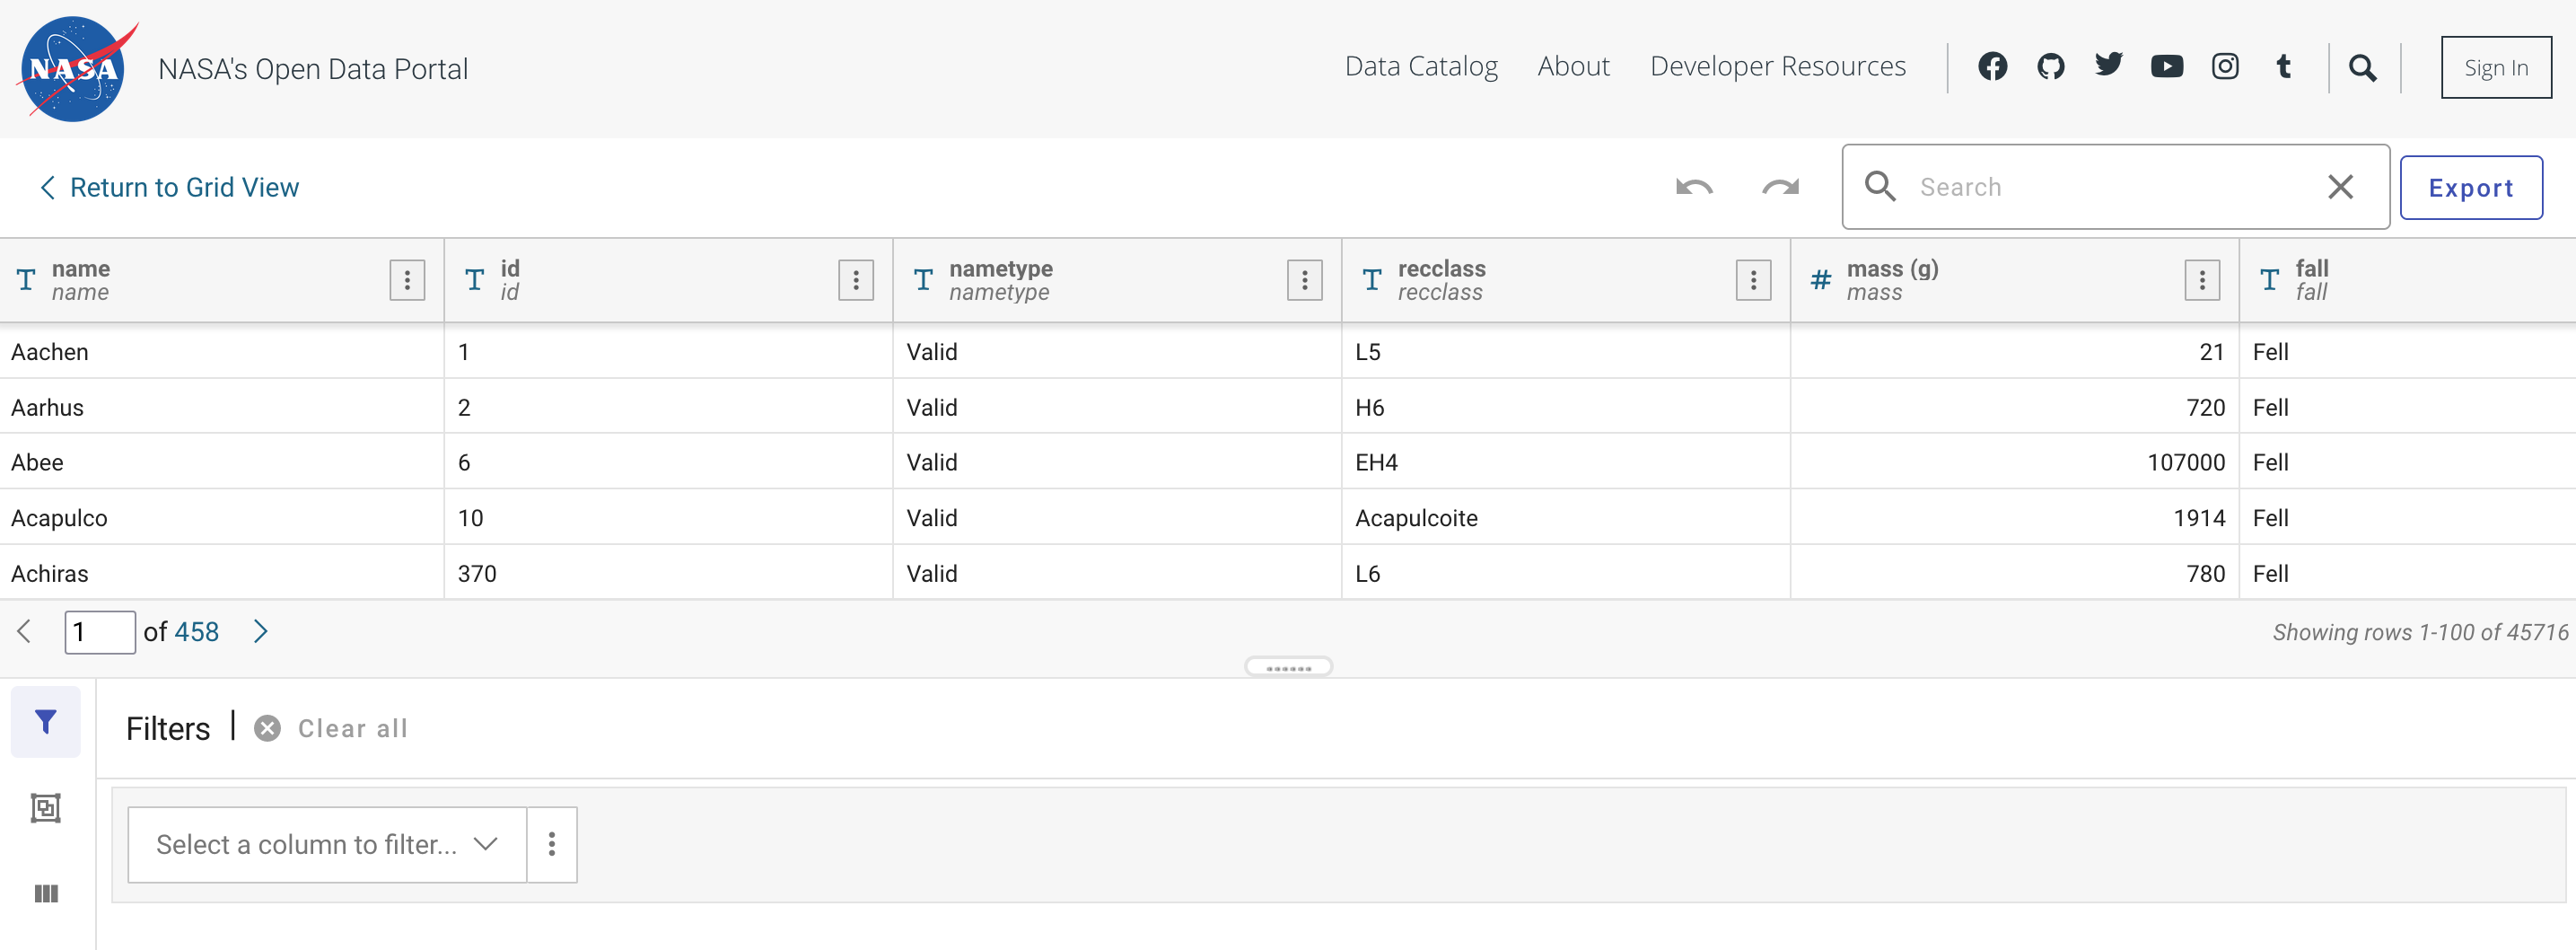 NASA
NASA's Open Data Portal
Data Catalog About Developer Resources Sign In
Return to Grid View Search Export
name id nametype recclass mass (g) fall
name id nametype recclass mass fall
Aachen 1 Valid L5 21 Fell
Aarhus 2 Valid H6 720 Fell
Abee 6 Valid EH4 107000 Fell
Acapulco 10 Valid Acapulcoite 1914 Fell
Achiras 370 Valid L6 780 Fell
1 of 458 Showing rows 1-100 of 45716
Filters | Clear all
Select a column to filter...